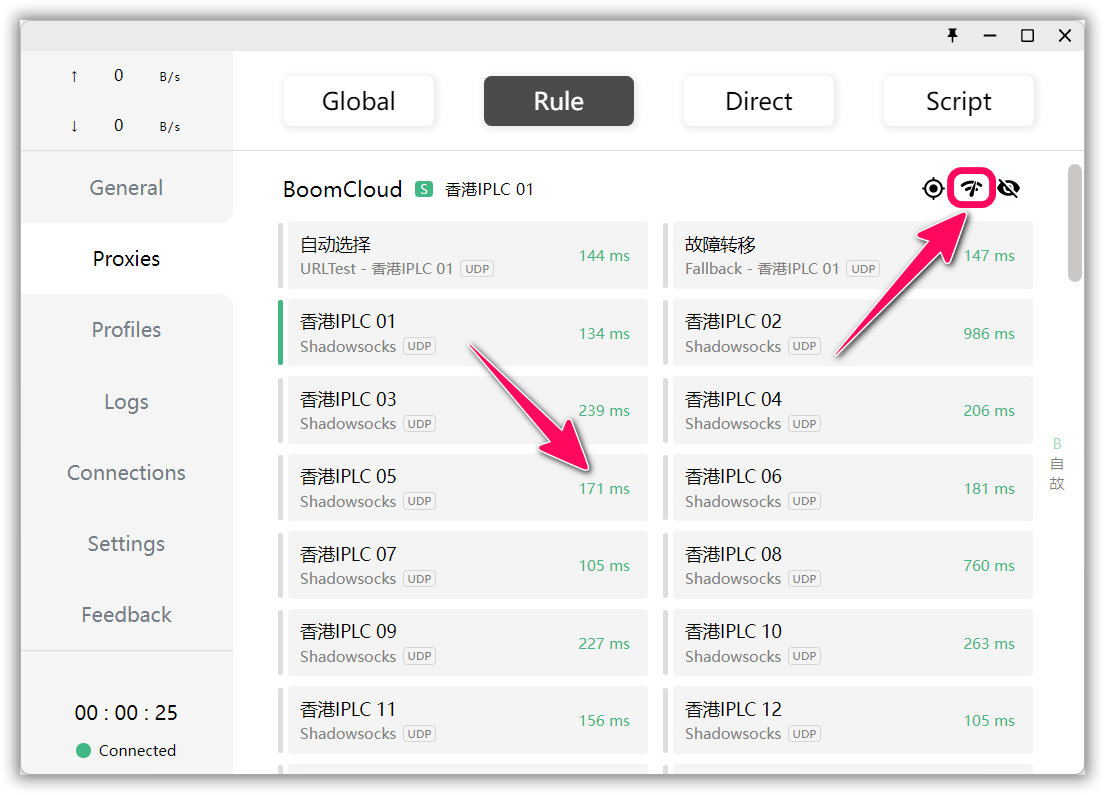 ↑ 0 B/s
↓ 0 B/s
Global
Rule
Direct
Script
General
Proxies
Profiles
Logs
Connections
Settings
Feedback
00 : 00 : 25
Connected
BoomCloud S 香港IPLC 01
自动选择
URLTest - 香港IPLC 01 UDP
144 ms
故障转移
Fallback - 香港IPLC 01 UDP
147 ms
香港IPLC 01
Shadowsocks UDP
134 ms
香港IPLC 02
Shadowsocks UDP
986 ms
香港IPLC 03
Shadowsocks UDP
239 ms
香港IPLC 04
Shadowsocks UDP
206 ms
香港IPLC 05
Shadowsocks UDP
171 ms
香港IPLC 06
Shadowsocks UDP
181 ms
香港IPLC 07
Shadowsocks UDP
105 ms
香港IPLC 08
Shadowsocks UDP
760 ms
香港IPLC 09
Shadowsocks UDP
227 ms
香港IPLC 10
Shadowsocks UDP
263 ms
香港IPLC 11
Shadowsocks UDP
156 ms
香港IPLC 12
Shadowsocks UDP
105 ms
B
自
故